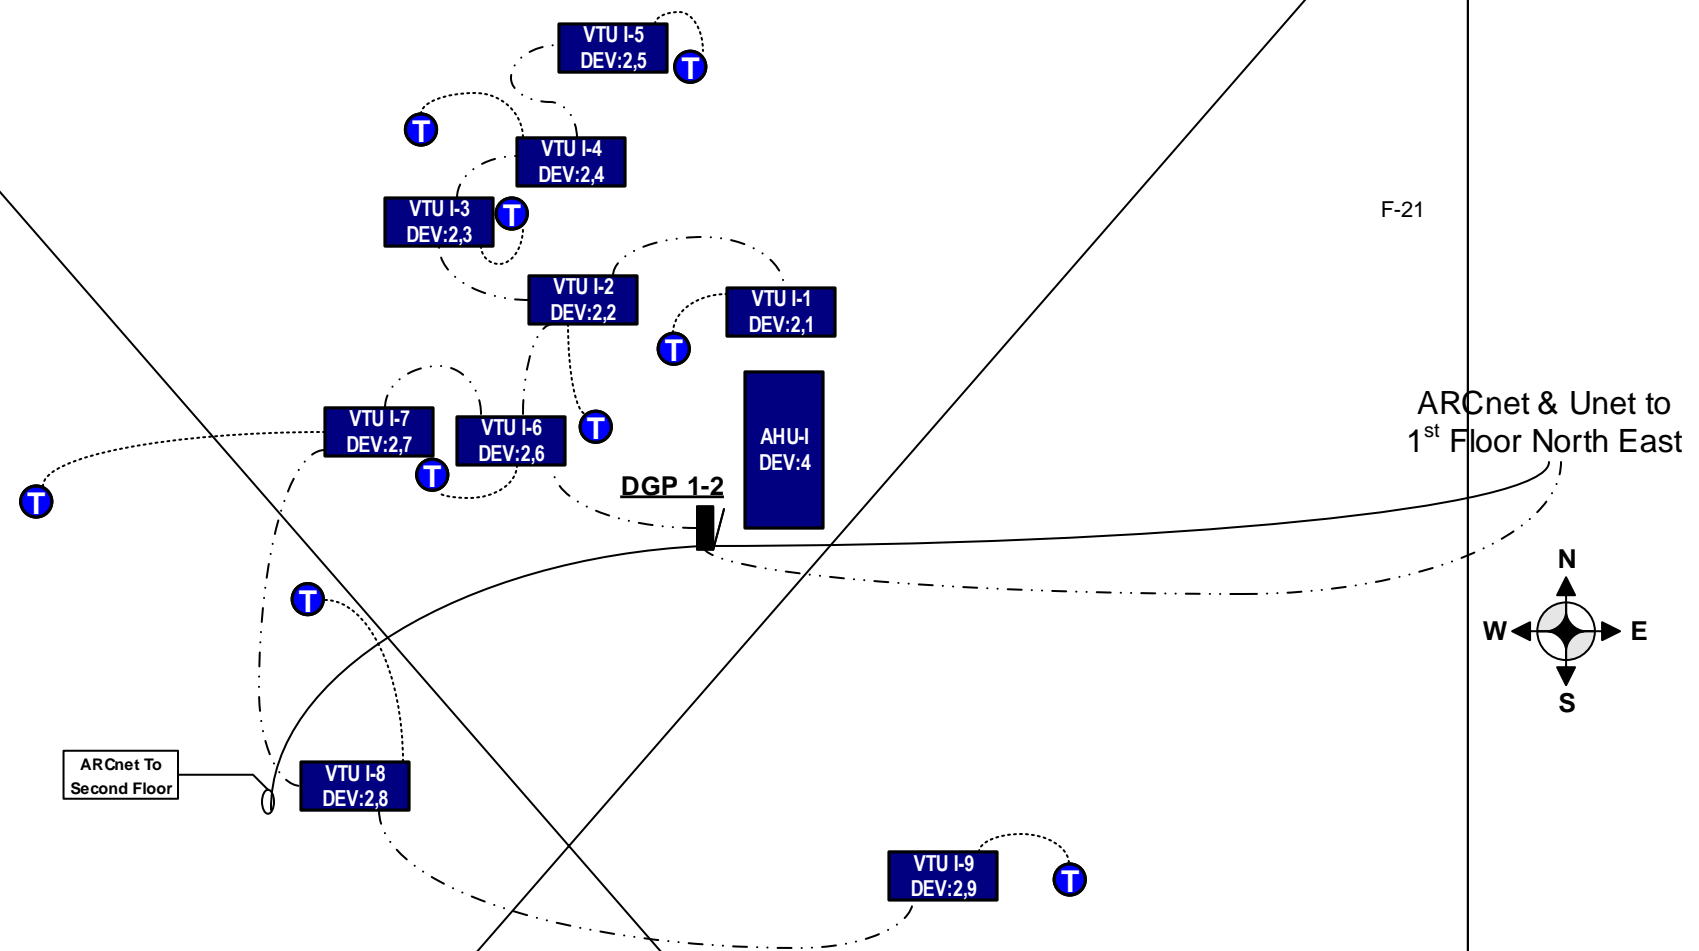 VTU I-5
DEV:2,5
T
T
VTU I-4
DEV:2,4
VTU I-3
DEV:2,3
T
F-21
VTU I-2
DEV:2,2
VTU I-1
DEV:2,1
T
VTU I-7
DEV:2,7
VTU I-6
DEV:2,6
T
AHU-I
DEV:4
ARCnet & Unet to
1st Floor North East
T
T
DGP 1-2
N
W
E
S
T
ARCnet To
Second Floor
VTU I-8
DEV:2,8
VTU I-9
DEV:2,9
T